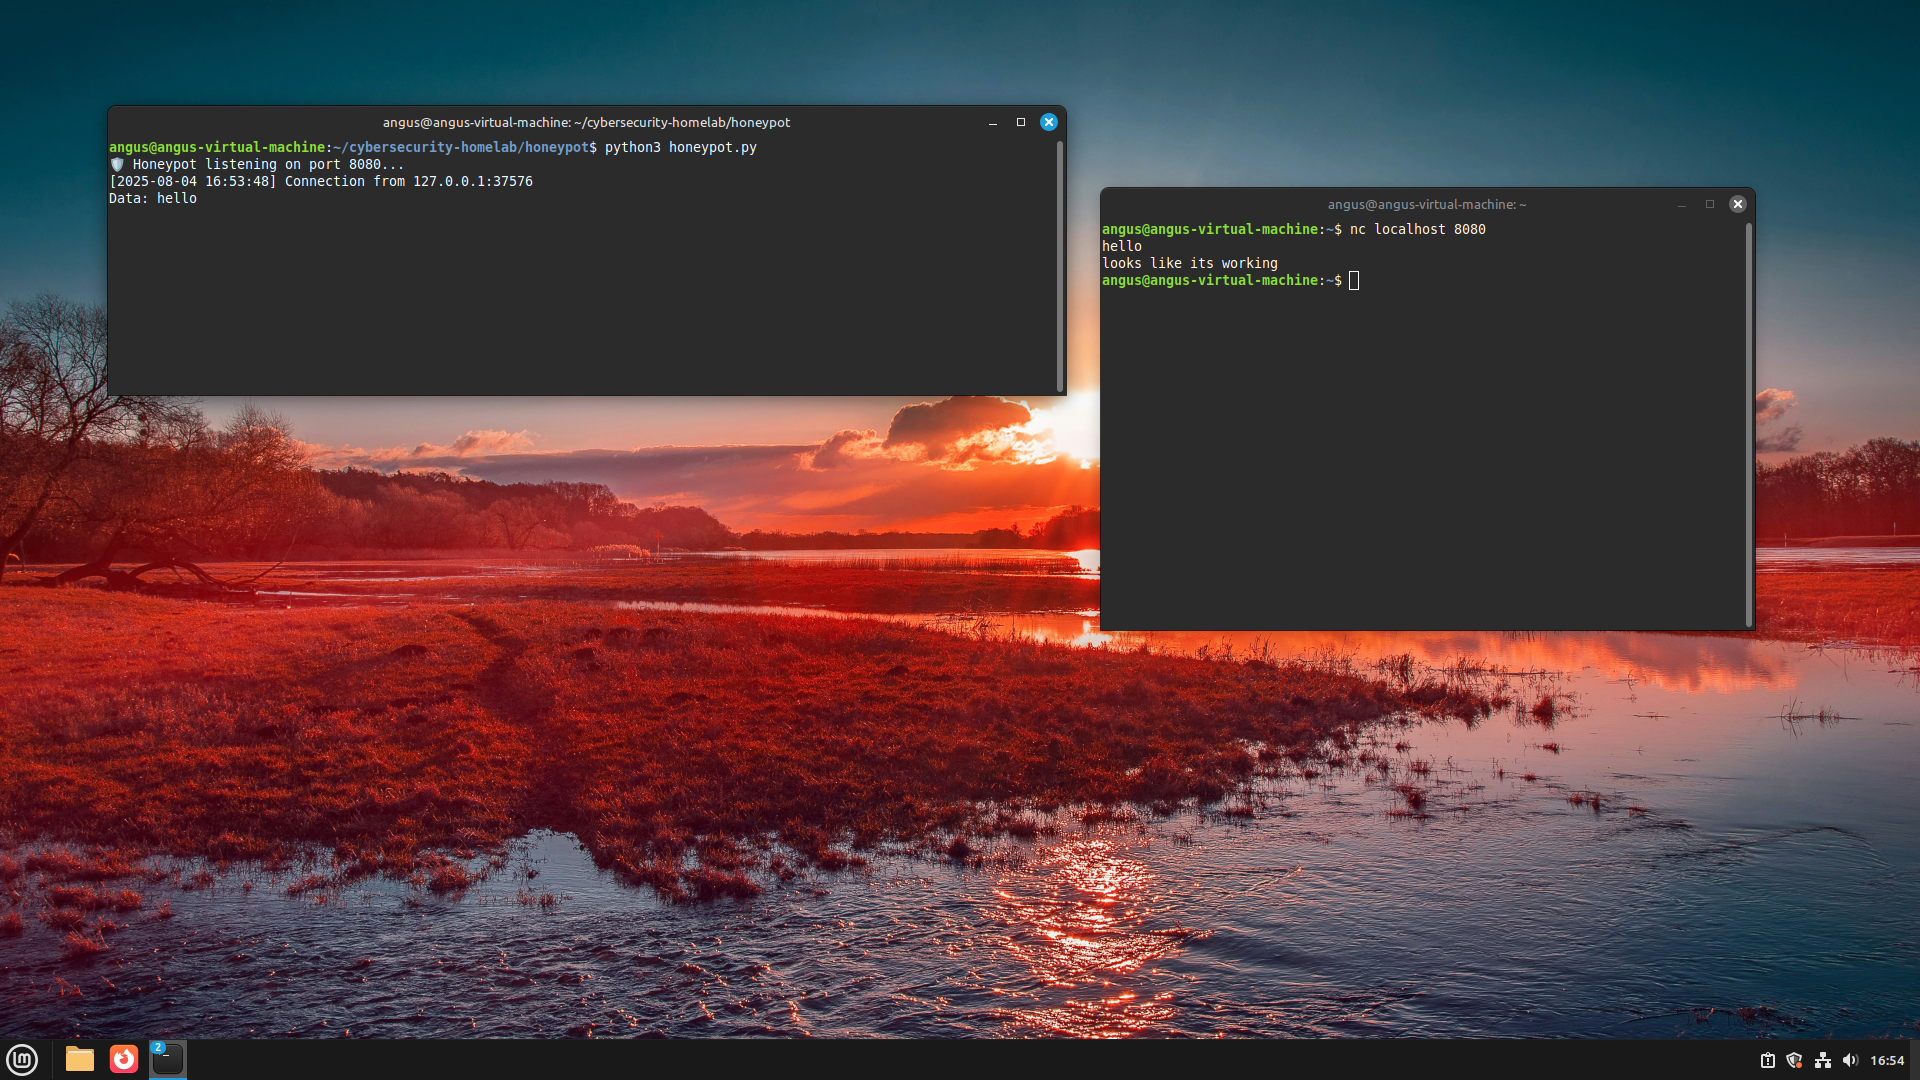 angus@angus-virtual-machine: ~/cybersecurity-homelab/honeypot
angus@angus-virtual-machine:~/cybersecurity-homelab/honeypot$ python3 honeypot.py
🛡 Honeypot listening on port 8080...
[2025-08-04 16:53:48] Connection from 127.0.0.1:37576
Data: hello
angus@angus-virtual-machine: ~
angus@angus-virtual-machine:~$ nc localhost 8080
hello
looks like its working
angus@angus-virtual-machine:~$
2
16:54